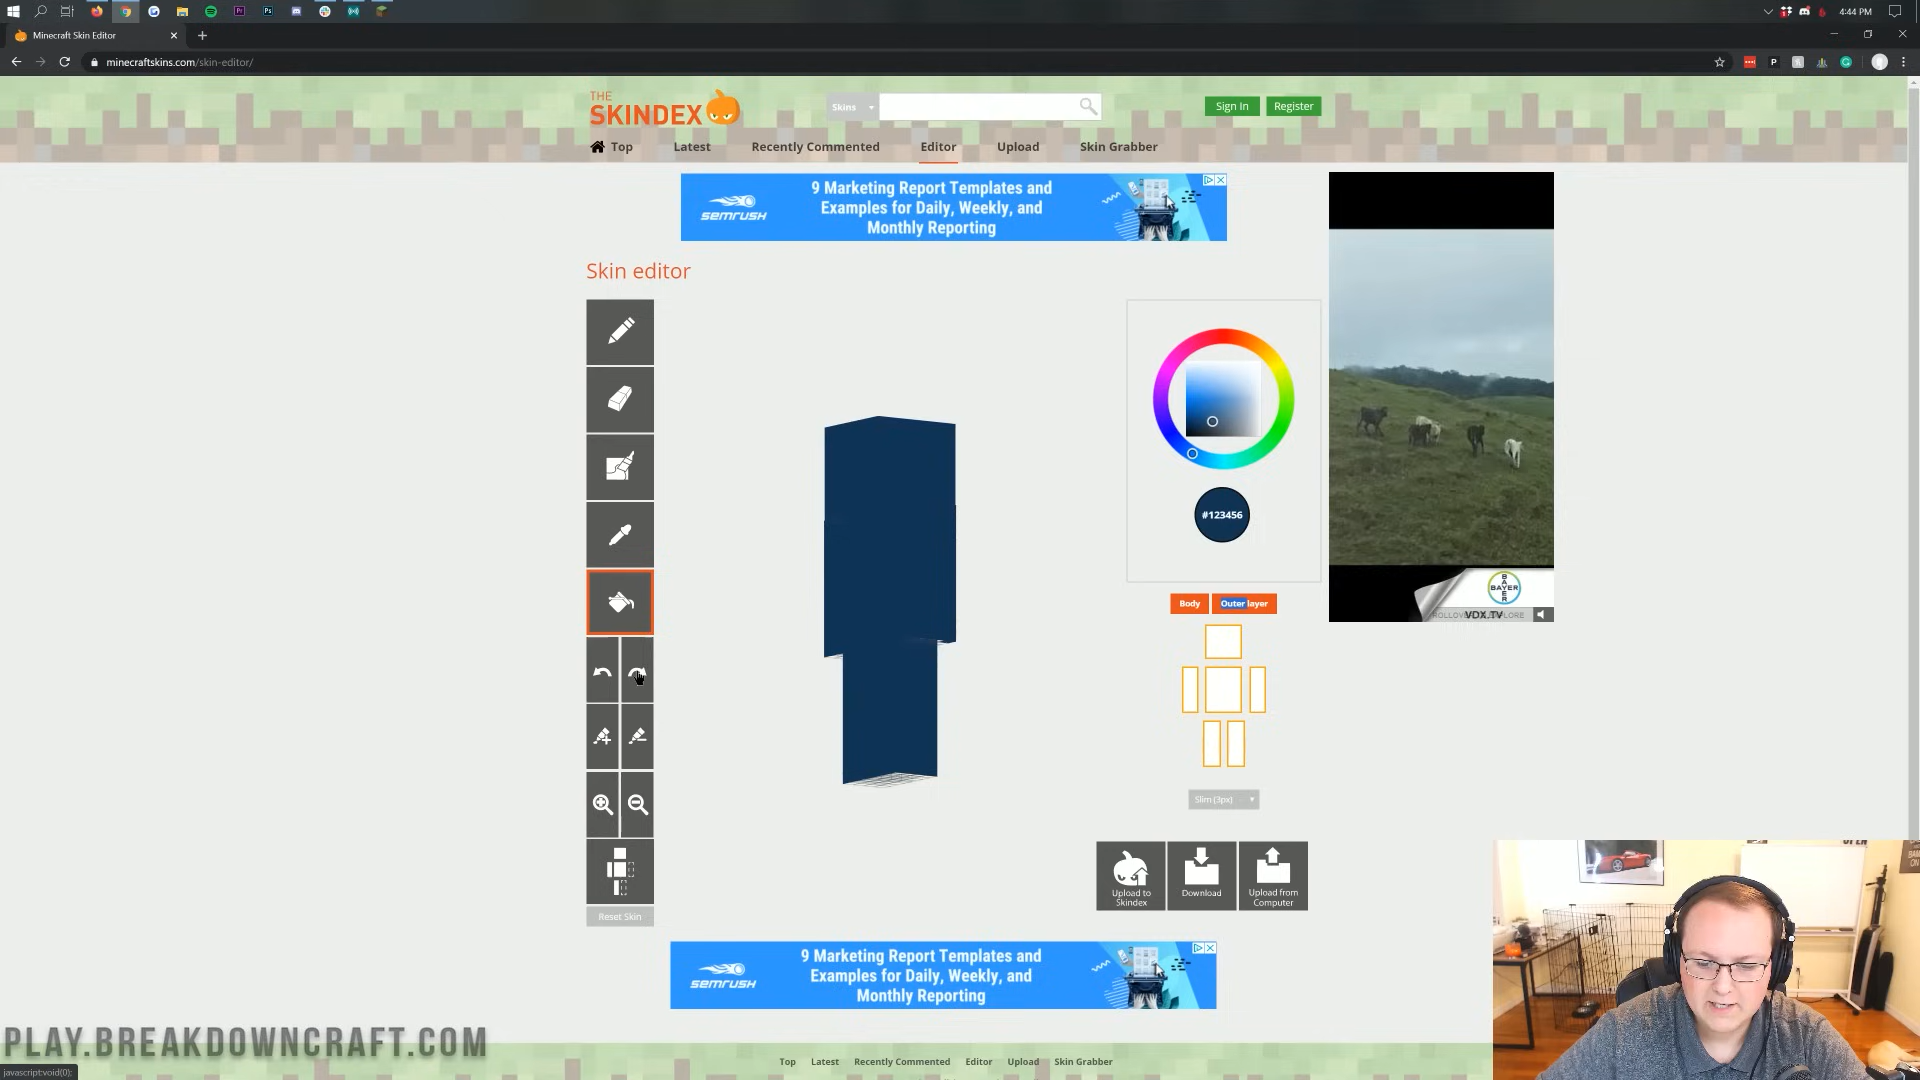 4:44 PM
Minecraft Skin Editor
minecraftskins.com/skin-editor/
THE
SKINDEX
Skins
Sign In
Register
Top
Latest
Recently Commented
Editor
Upload
Skin Grabber
9 Marketing Report Templates and
Examples for Daily, Weekly, and
Monthly Reporting
SEMRUSH
Skin editor
#123456
BAYER
VDX.TV
Body
Outer layer
Slim (3px)
Upload to
Skindex
Download
Upload from
Computer
Reset Skin
9 Marketing Report Templates and
Examples for Daily, Weekly, and
Monthly Reporting
SEMRUSH
PLAY.BREAKDOWNCRAFT.COM
Top
Latest
Recently Commented
Editor
Upload
Skin Grabber
javascript:void(0);